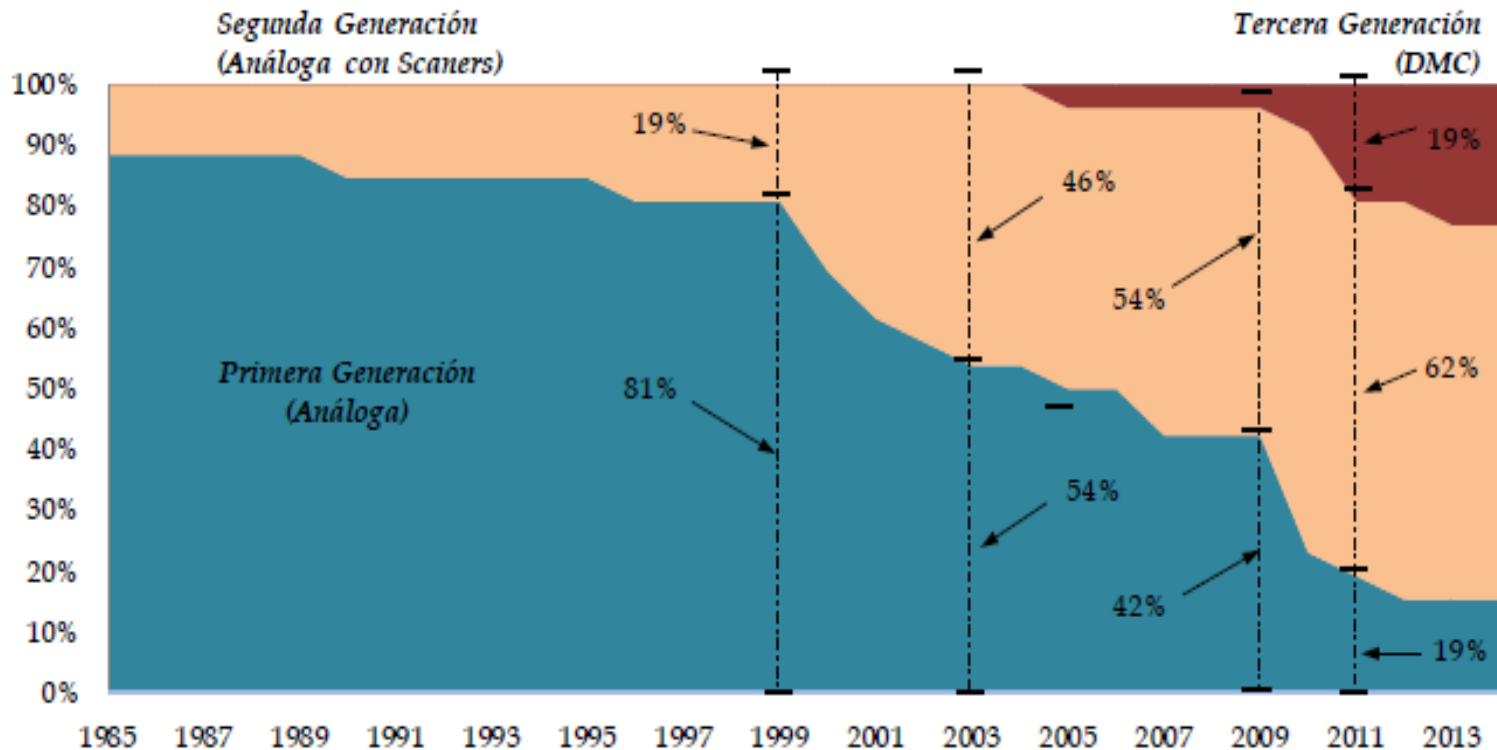 Segunda Generación
(Análoga con Scaners)
Tercera Generación
(DMC)
100%
90%
80%
70%
60%
50%
40%
30%
20%
10%
0%
19%
46%
19%
54%
62%
81%
54%
42%
19%
Primera Generación
(Análoga)
1985 1987 1989 1991 1993 1995 1997 1999 2001 2003 2005 2007 2009 2011 2013